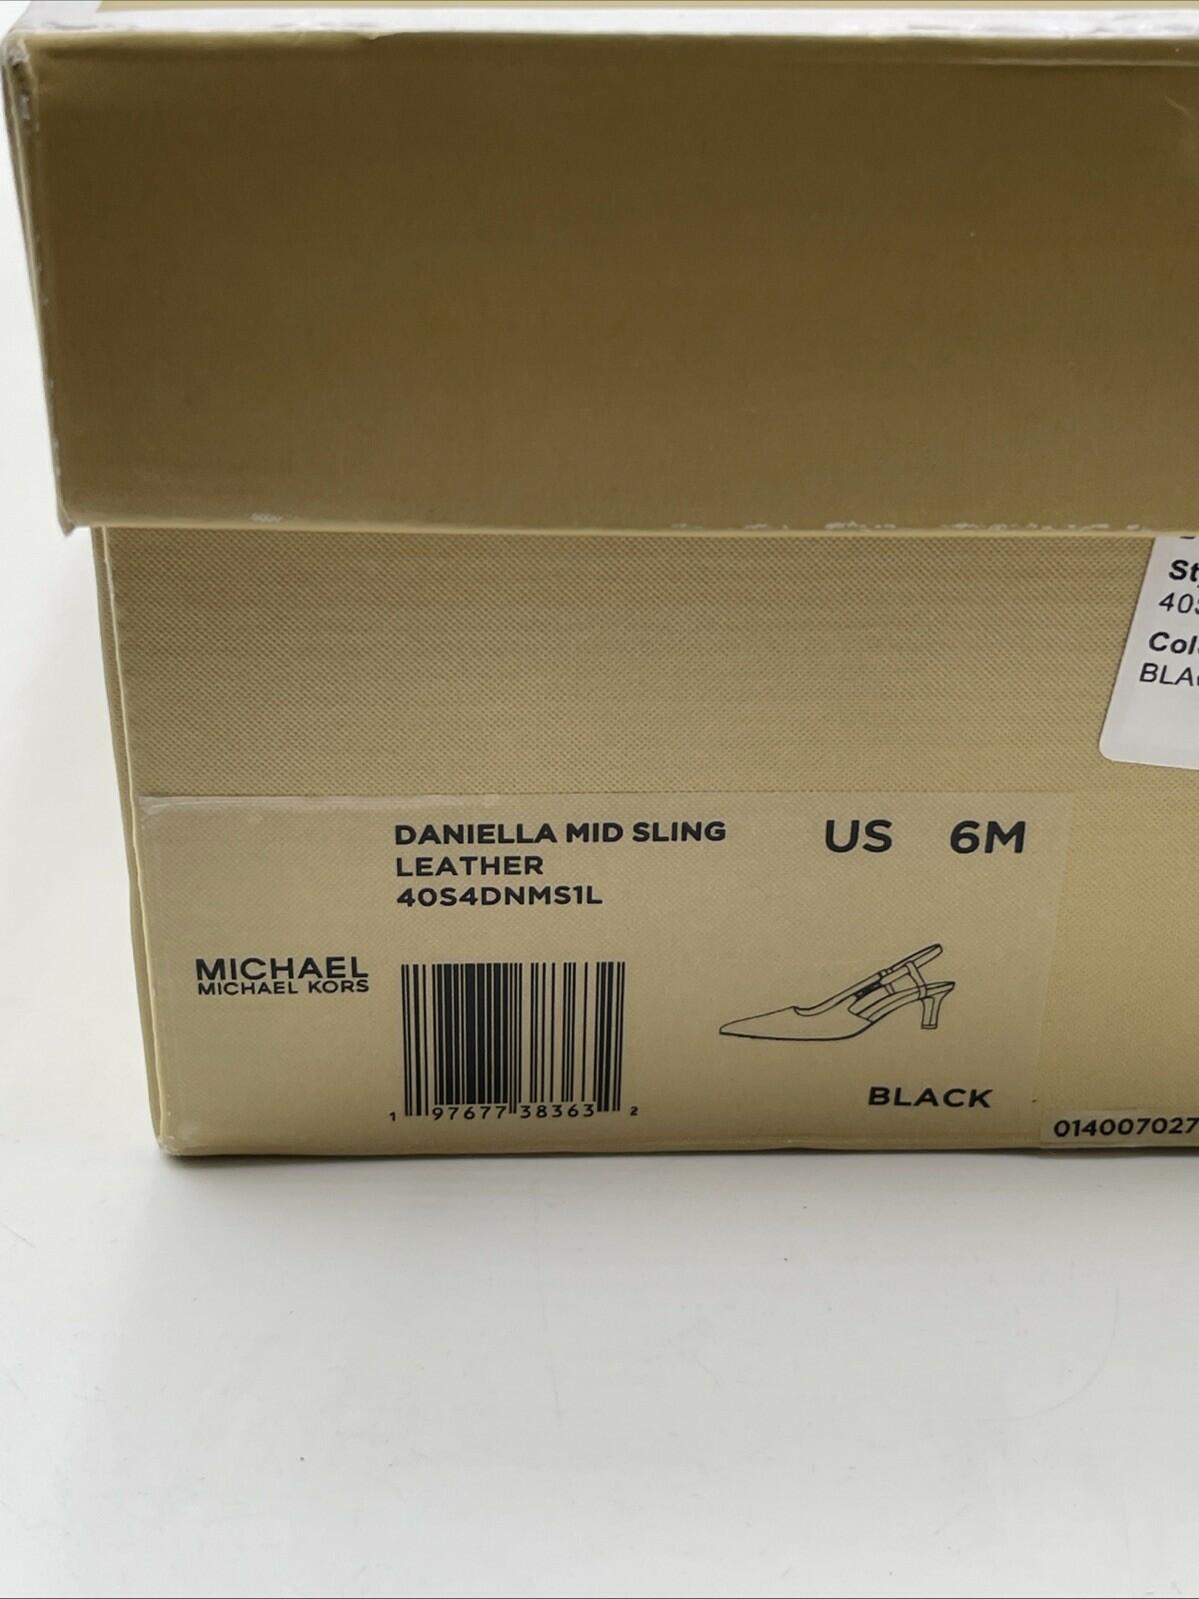 DANIELLA MID SLING
LEATHER
40S4DNMS1L
US 6M
MICHAEL
MICHAEL KORS
1 97677 38363 2
BLACK
014007027